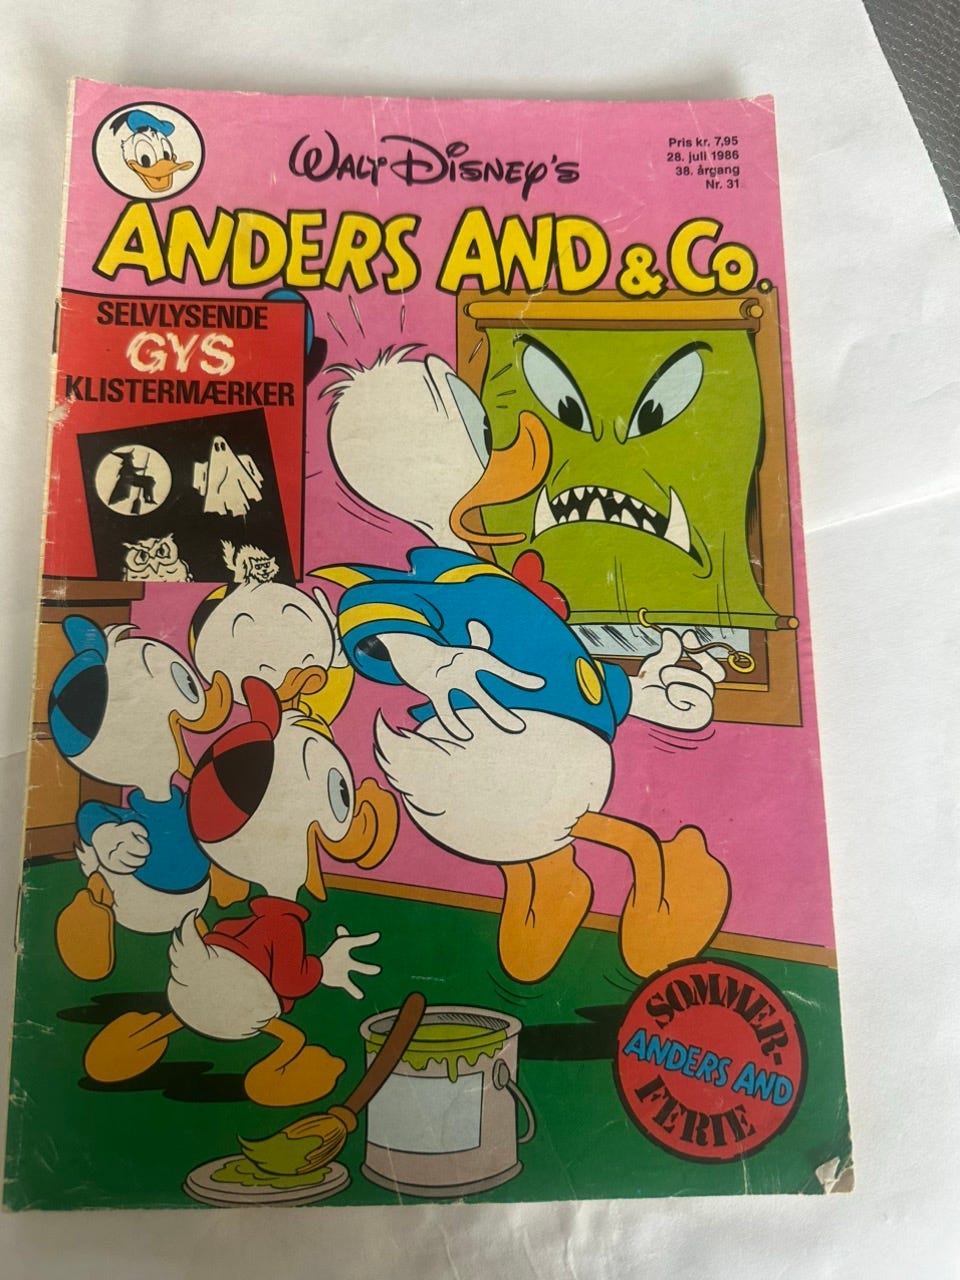 Walt Disney's
Pris kr. 7,95
28. juli 1986
38. årgang
Nr. 31
ANDERS AND & Co.
SELVLYSENDE
GYS
KLISTERMÆRKER
SOMMER-
ANDERS AND
FERIE